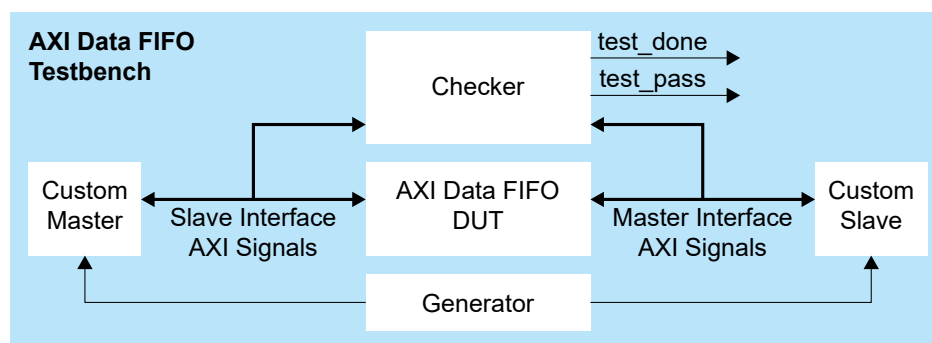 AXI Data FIFO
Testbench
Checker
test_done
test_pass
Custom
Master
Slave Interface
AXI Signals
AXI Data FIFO
DUT
Master Interface
AXI Signals
Custom
Slave
Generator